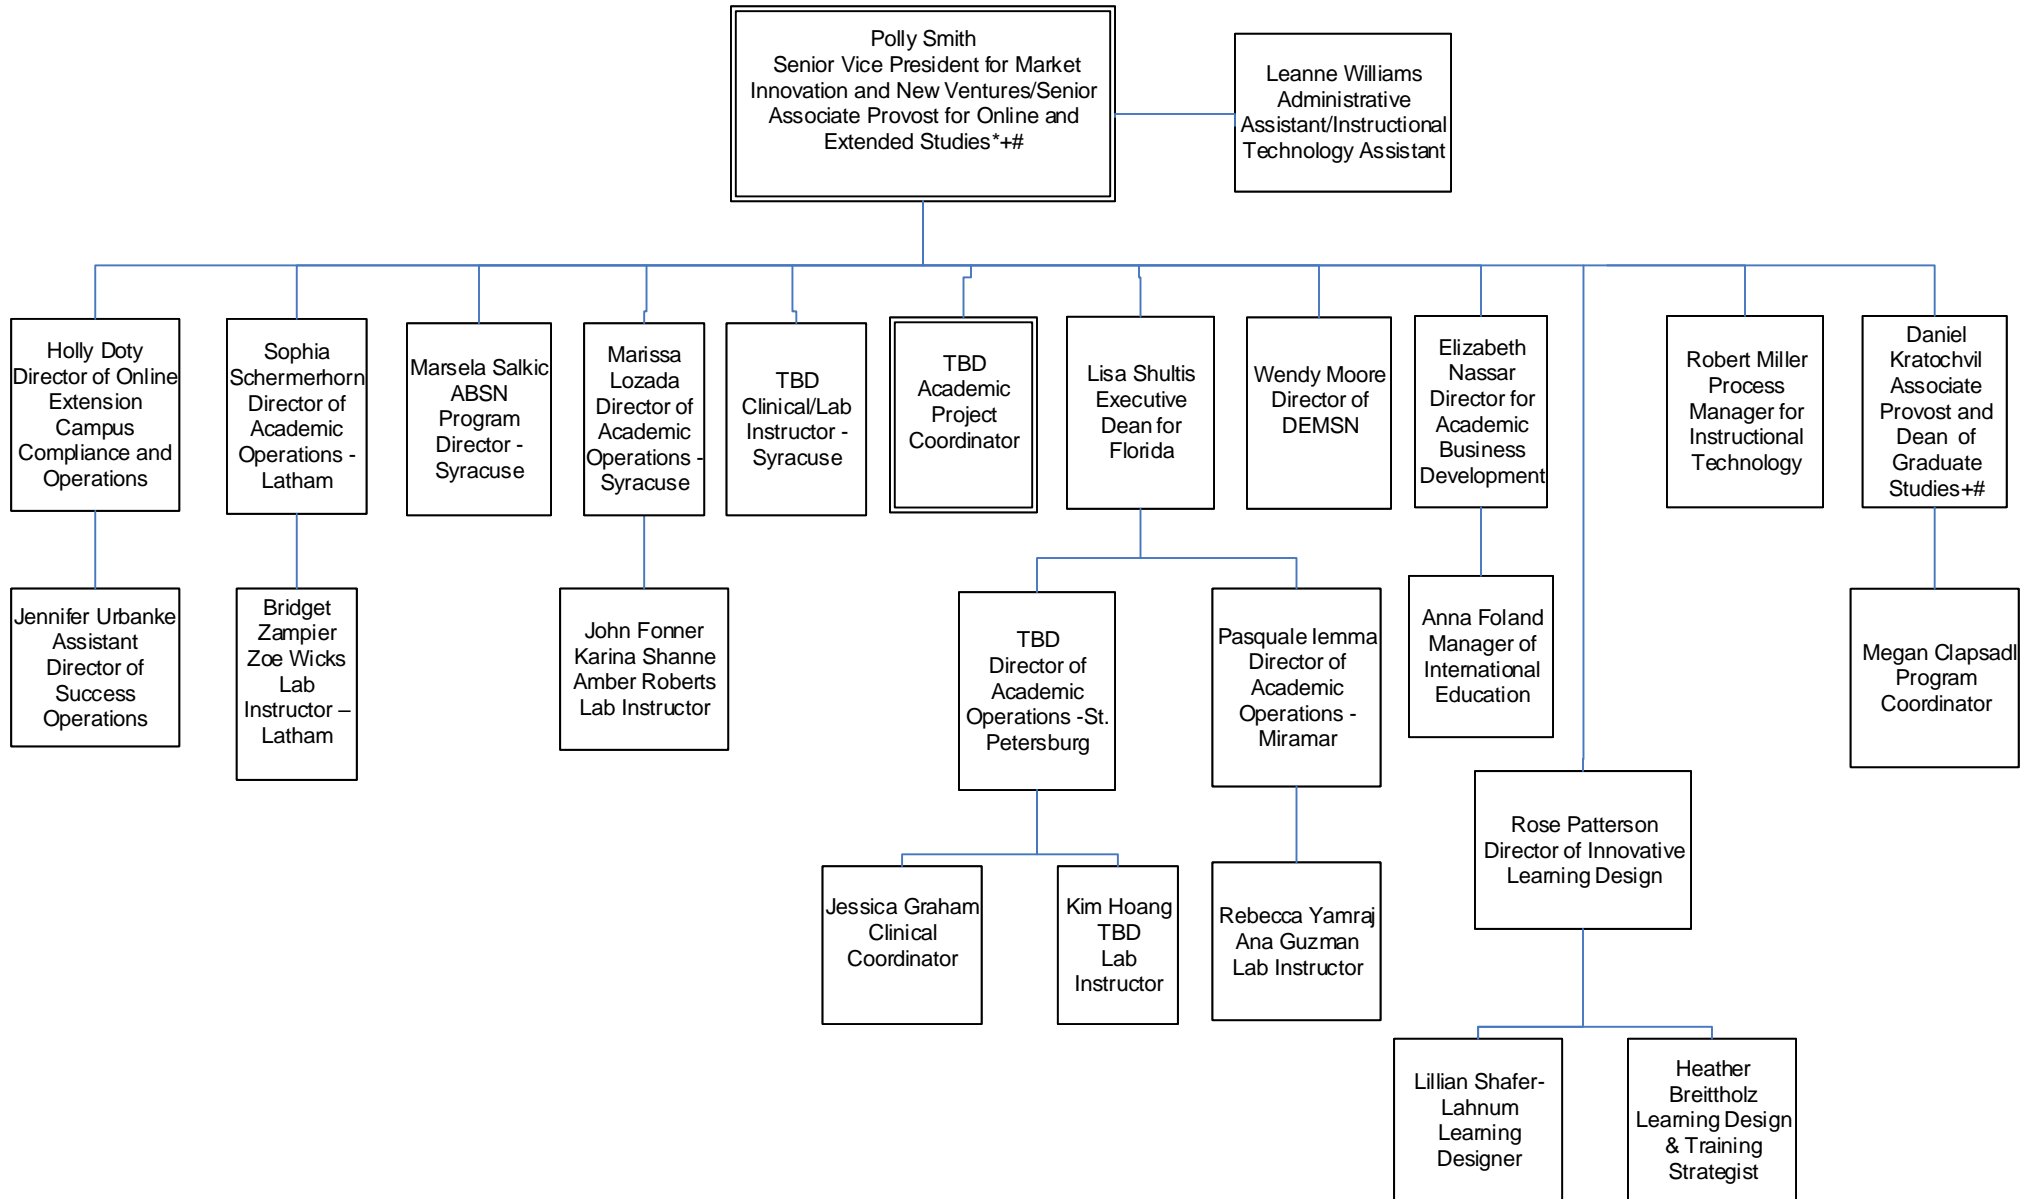 Polly Smith
Senior Vice President for Market
Innovation and New Ventures/Senior
Associate Provost for Online and
Extended Studies*+#
Leanne Williams
Administrative
Assistant/Instructional
Technology Assistant
Holly Doty
Director of Online
Extension
Campus
Compliance and
Operations
Sophia
Schermerhorn
Director of
Academic
Operations -
Latham
Marsela Salkic
ABSN
Program
Director -
Syracuse
Marissa
Lozada
Director of
Academic
Operations -
Syracuse
TBD
Clinical/Lab
Instructor -
Syracuse
TBD
Academic
Project
Coordinator
Lisa Shultis
Executive
Dean for
Florida
Wendy Moore
Director of
DEMSN
Elizabeth
Nassar
Director for
Academic
Business
Development
Robert Miller
Process
Manager for
Instructional
Technology
Daniel
Kratochvil
Associate
Provost and
Dean of
Graduate
Studies+#
Jennifer Urbanke
Assistant
Director of
Success
Operations
Bridget
Zampier
Zoe Wicks
Lab
Instructor –
Latham
John Fonner
Karina Shanne
Amber Roberts
Lab Instructor
TBD
Director of
Academic
Operations -St.
Petersburg
Pasquale Iemma
Director of
Academic
Operations -
Miramar
Anna Foland
Manager of
International
Education
Megan Clapsadl
Program
Coordinator
Rose Patterson
Director of Innovative
Learning Design
Jessica Graham
Clinical
Coordinator
Kim Hoang
TBD
Lab
Instructor
Rebecca Yamraj
Ana Guzman
Lab Instructor
Lillian Shafer-
Lahnum
Learning
Designer
Heather
Breittholz
Learning Design
& Training
Strategist